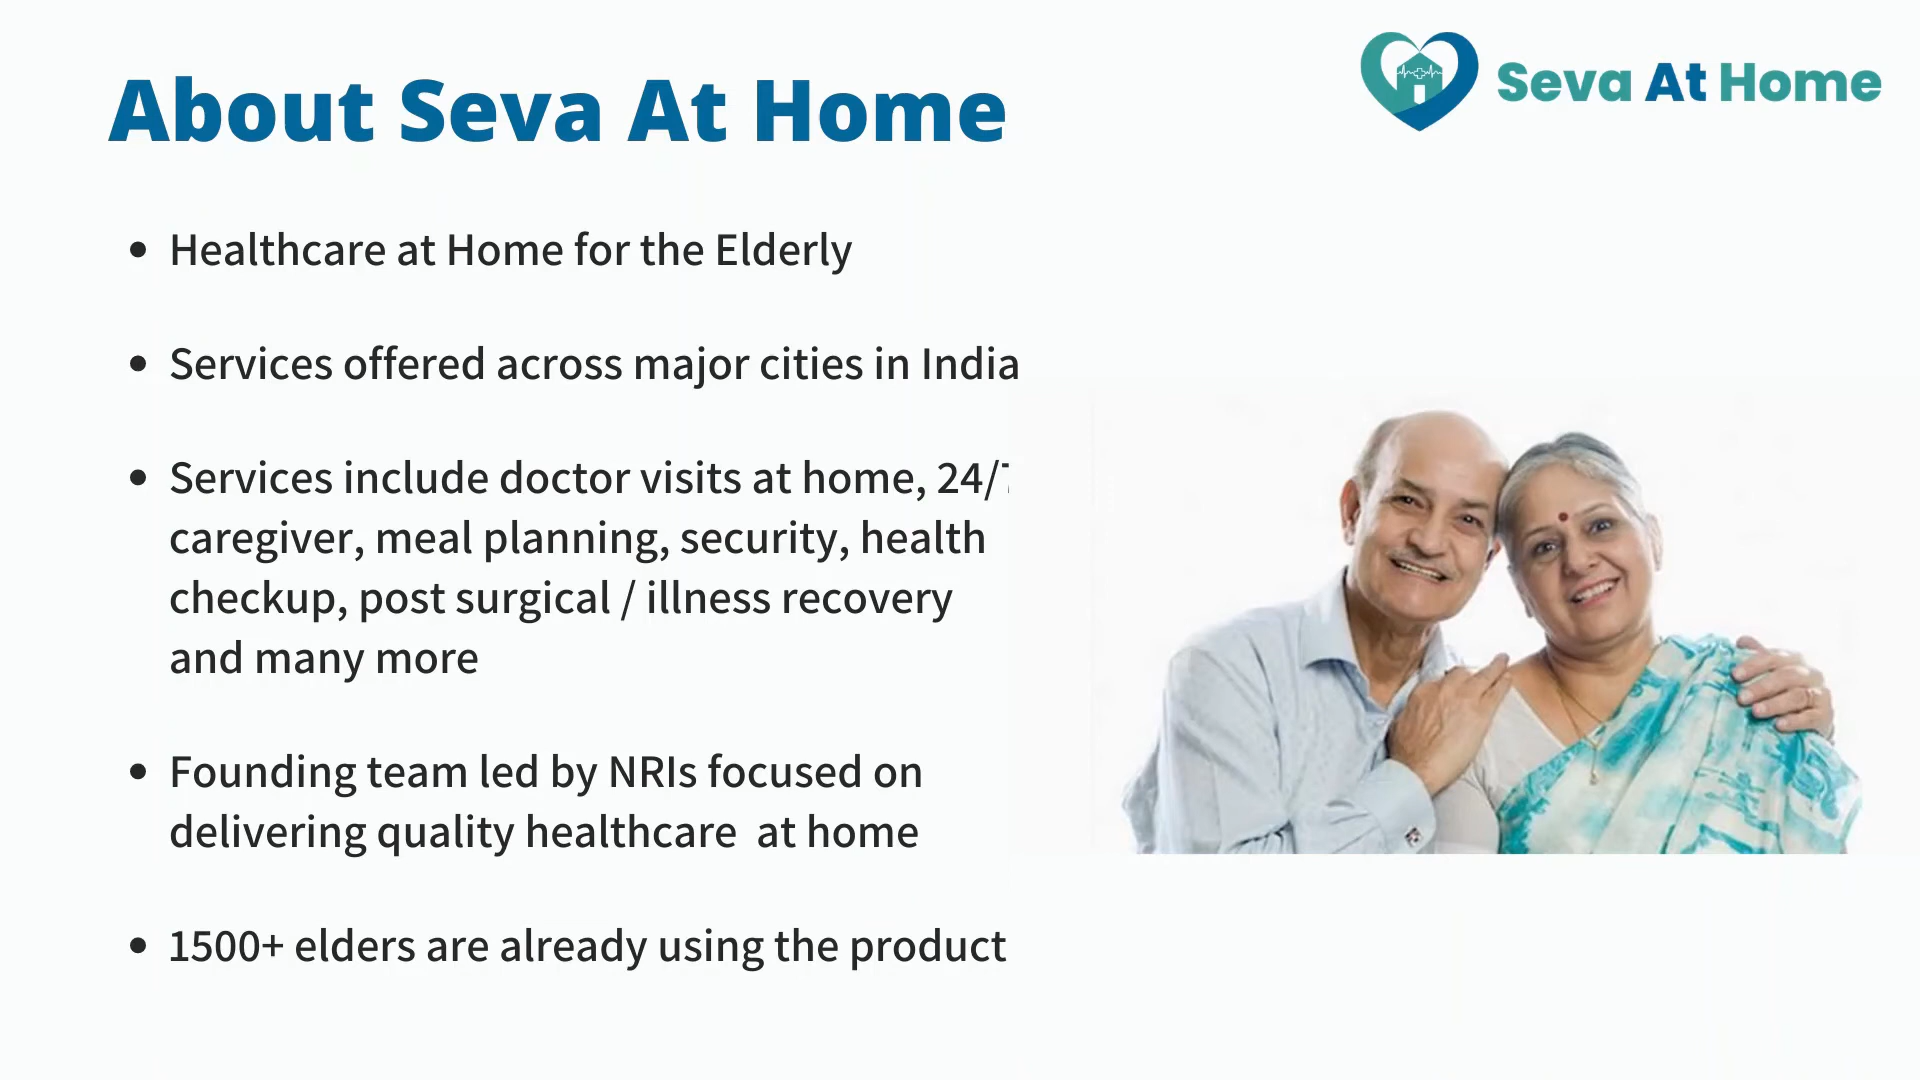 About Seva At Home
Seva At Home
• Healthcare at Home for the Elderly
• Services offered across major cities in India
• Services include doctor visits at home, 24/7
caregiver, meal planning, security, health
checkup, post surgical / illness recovery
and many more
• Founding team led by NRIs focused on
delivering quality healthcare  at home
• 1500+ elders are already using the product